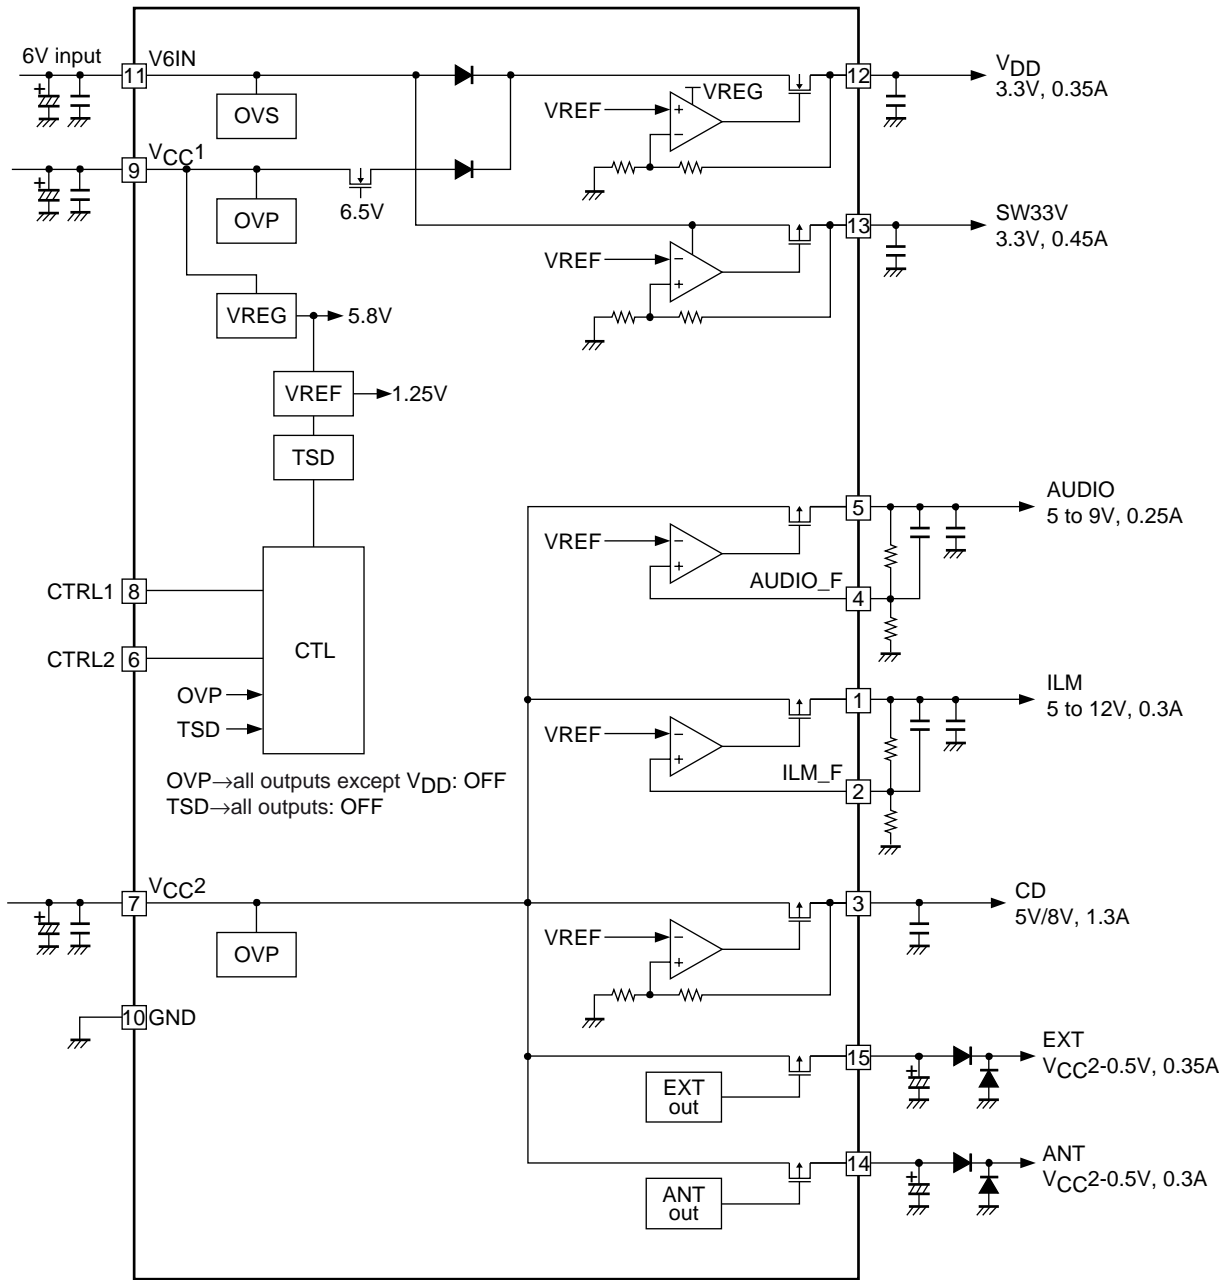 6V input
11
V6IN
OVS
VREF
+
−
VREG
12
VDD
3.3V, 0.35A
+
9
VCC1
OVP
6.5V
+
13
SW33V
3.3V, 0.45A
VREF
−
+
VREG
5.8V
VREF
1.25V
TSD
5
AUDIO
5 to 9V, 0.25A
VREF
−
+
AUDIO_F
4
CTRL1
8
CTRL2
6
CTL
OVP
TSD
OVP→all outputs except VDD: OFF
TSD→all outputs: OFF
1
ILM
5 to 12V, 0.3A
VREF
−
+
ILM_F
2
7
VCC2
+
OVP
3
CD
5V/8V, 1.3A
VREF
−
+
10
GND
15
EXT
VCC2-0.5V, 0.35A
+
EXT
out
14
ANT
VCC2-0.5V, 0.3A
+
ANT
out